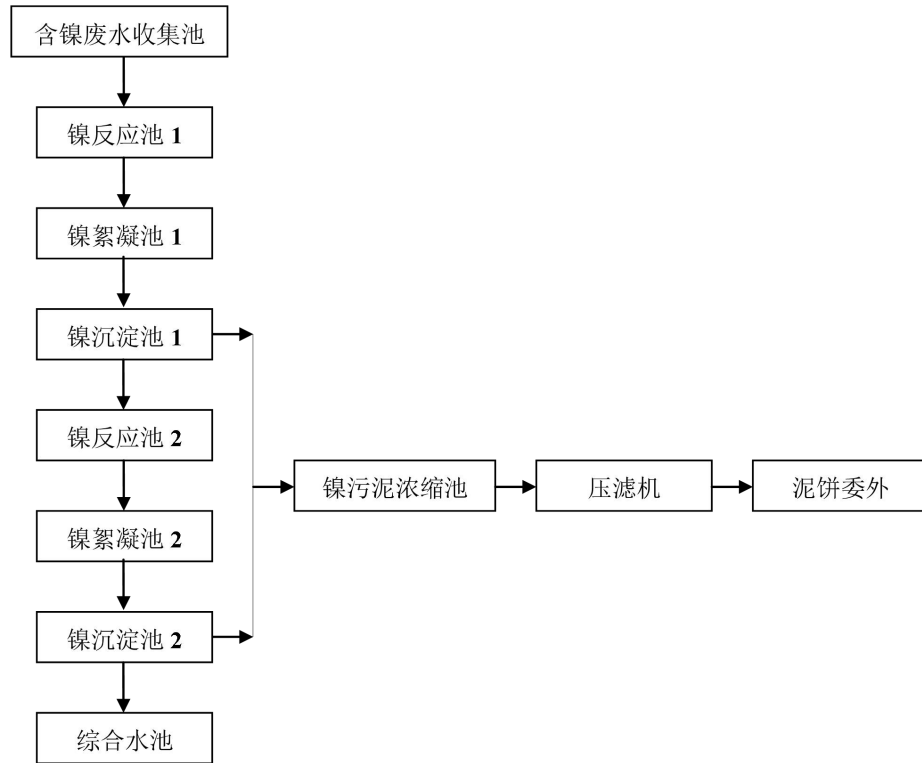 含镍废水收集池
镍反应池 1
镍絮凝池 1
镍沉淀池 1
镍反应池 2
镍污泥浓缩池
压滤机
泥饼委外
镍絮凝池 2
镍沉淀池 2
综合水池